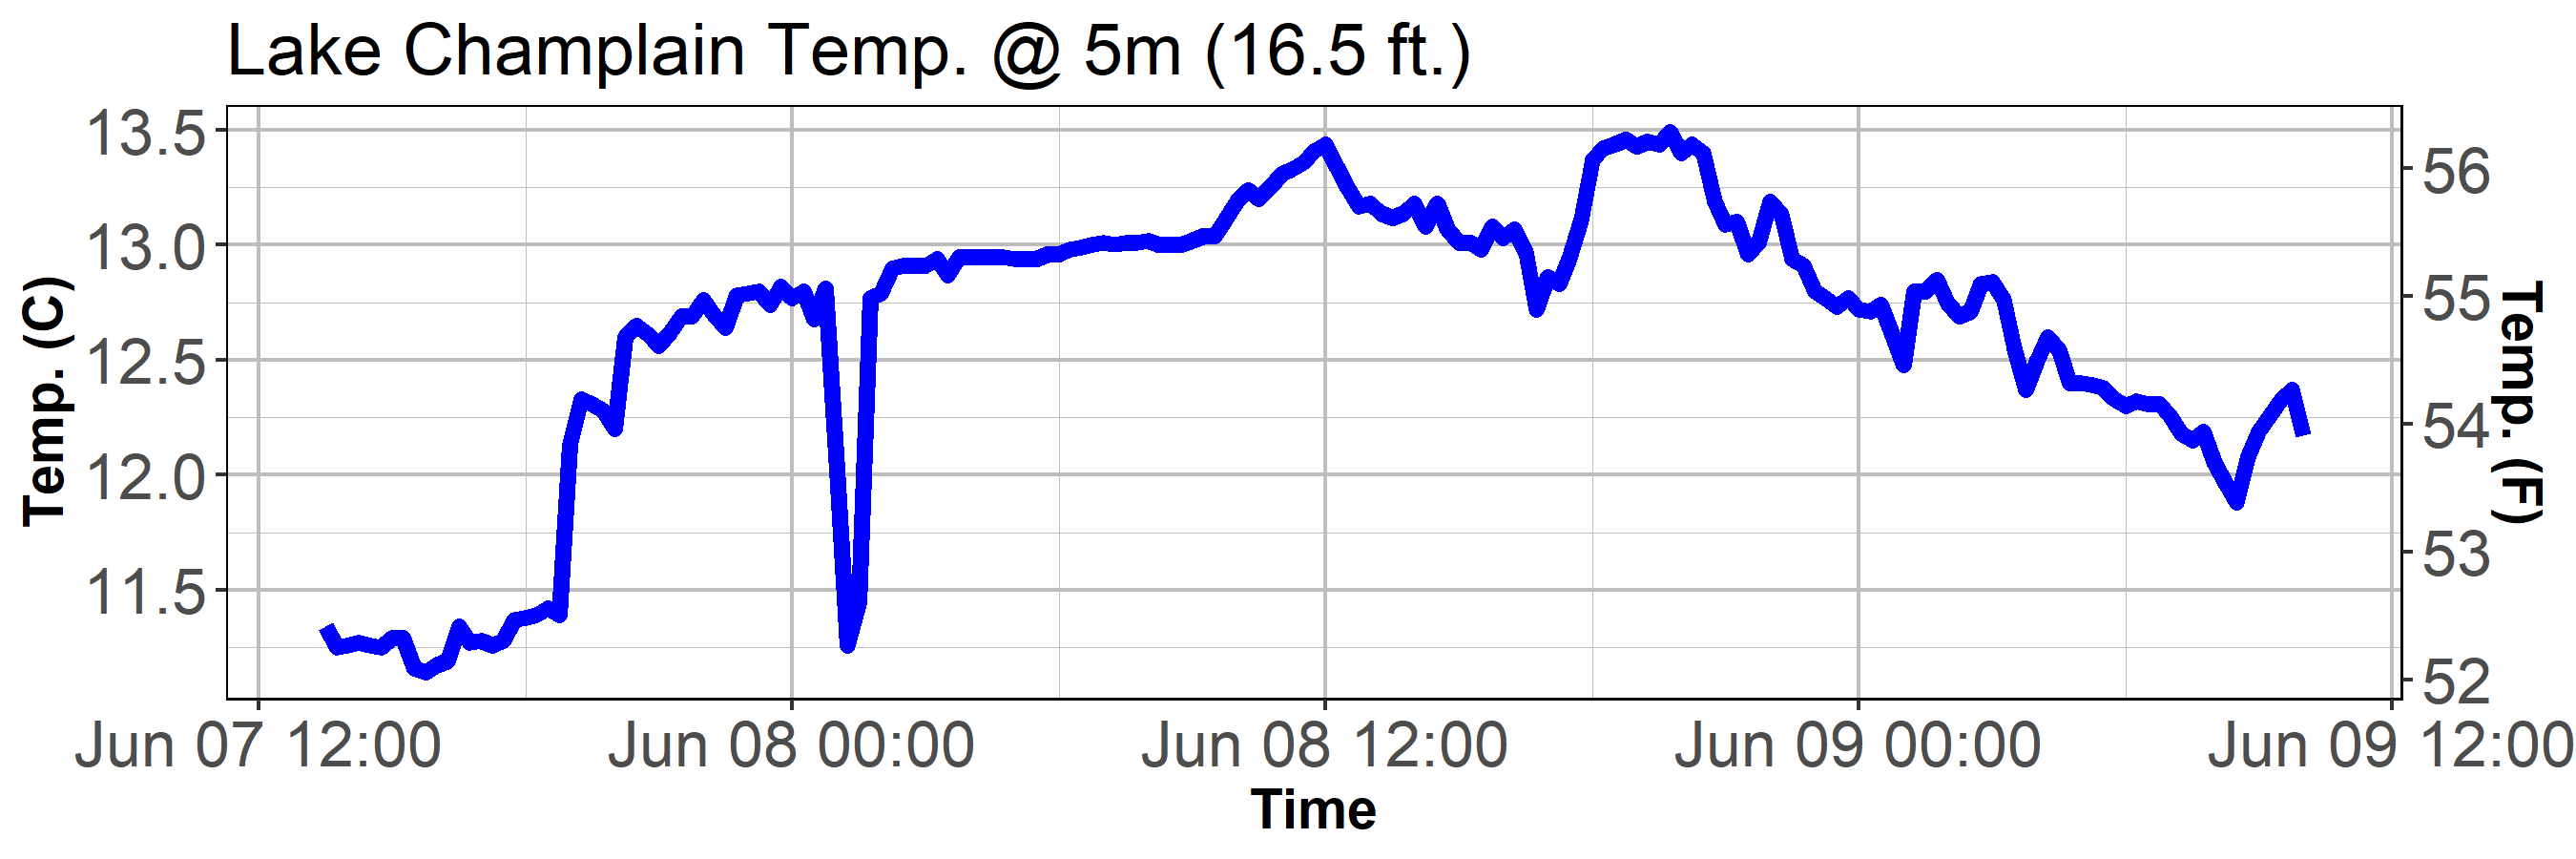 Lake Champlain Temp. @ 5m (16.5 ft.)
13.5
13.0
12.5
12.0
11.5
Temp. (C)
56
55
54
53
52
Temp. (F)
Jun 07 12:00 Jun 08 00:00 Jun 08 12:00 Jun 09 00:00 Jun 09 12:00
Time